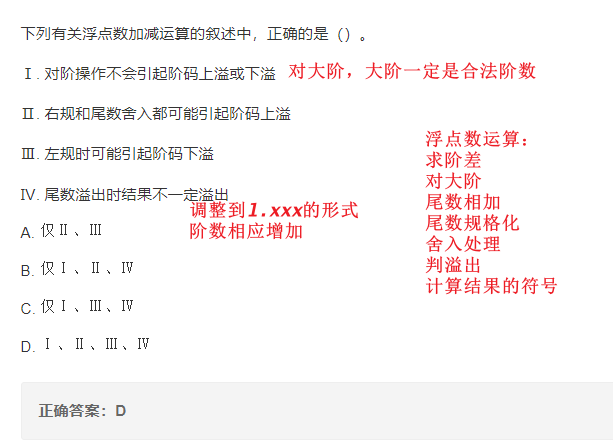 下列有关浮点数加减运算的叙述中，正确的是（）。
Ⅰ. 对阶操作不会引起阶码上溢或下溢 对大阶，大阶一定是合法阶数
Ⅱ. 右规和尾数舍入都可能引起阶码上溢
Ⅲ. 左规时可能引起阶码下溢
Ⅳ. 尾数溢出时结果不一定溢出
调整到1.xxx的形式
阶数相应增加
A. 仅Ⅱ、Ⅲ
B. 仅Ⅰ、Ⅱ、Ⅳ
C. 仅Ⅰ、Ⅲ、Ⅳ
D. Ⅰ、Ⅱ、Ⅲ、Ⅳ
浮点数运算：
求阶差
对大阶
尾数相加
尾数规格化
舍入处理
判溢出
计算结果的符号
正确答案：D